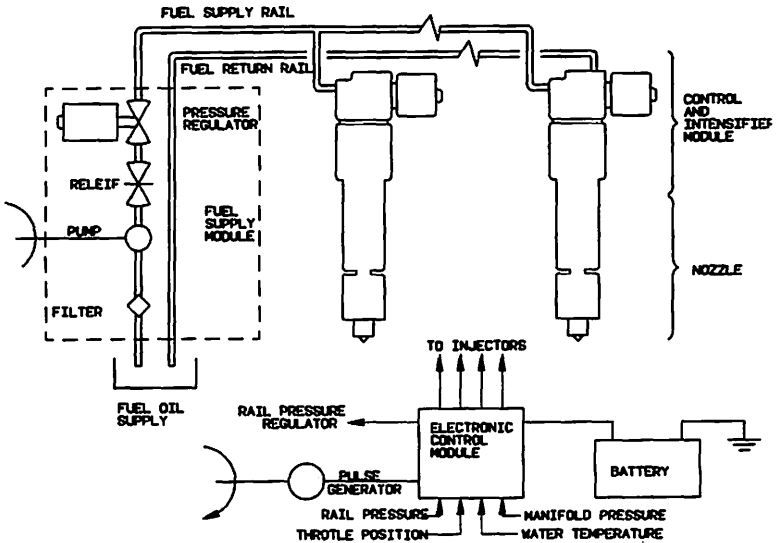 FUEL SUPPLY RAIL
FUEL RETURN RAIL
PRESSURE
REGULATOR
RELEIF
FUEL
SUPPLY
MODULE
PUMP
FILTER
FUEL OIL
SUPPLY
CONTROL
AND
INTENSIFIER
MODULE
NOZZLE
TO INJECTORS
RAIL PRESSURE
REGULATOR
ELECTRONIC
CONTROL
MODULE
BATTERY
PULSE
GENERATOR
RAIL PRESSURE
MANIFOLD PRESSURE
THROTLE POSITION
WATER TEMPERATURE